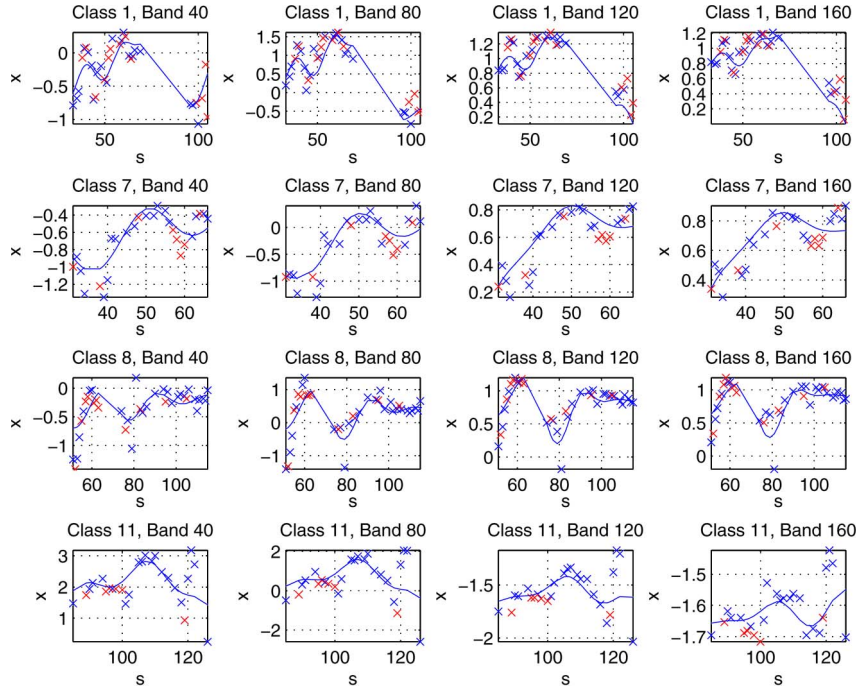 Class 1, Band 40 Class 1, Band 80 Class 1, Band 120 Class 1, Band 160
x 0 −0.5 −1 50 100 s
x 1.5 1 0.5 0 −0.5 50 100 s
x 1.2 1 0.8 0.6 0.4 0.2 50 100 s
x 1.2 1 0.8 0.6 0.4 0.2 50 100 s
Class 7, Band 40 Class 7, Band 80 Class 7, Band 120 Class 7, Band 160
x −0.4 −0.6 −0.8 −1 −1.2 40 50 60 s
x 0 −0.5 −1 40 50 60 s
x 0.8 0.6 0.4 0.2 40 50 60 s
x 0.8 0.6 0.4 40 50 60 s
Class 8, Band 40 Class 8, Band 80 Class 8, Band 120 Class 8, Band 160
x 0 −0.5 −1 60 80 100 s
x 1 0 −1 60 80 100 s
x 1 0.5 0 60 80 100 s
x 1 0.5 0 60 80 100 s
Class 11, Band 40 Class 11, Band 80 Class 11, Band 120 Class 11, Band 160
x 3 2 1 100 120 s
x 2 0 −2 100 120 s
x −1.5 −2 100 120 s
x −1.5 −1.6 −1.7 100 120 s